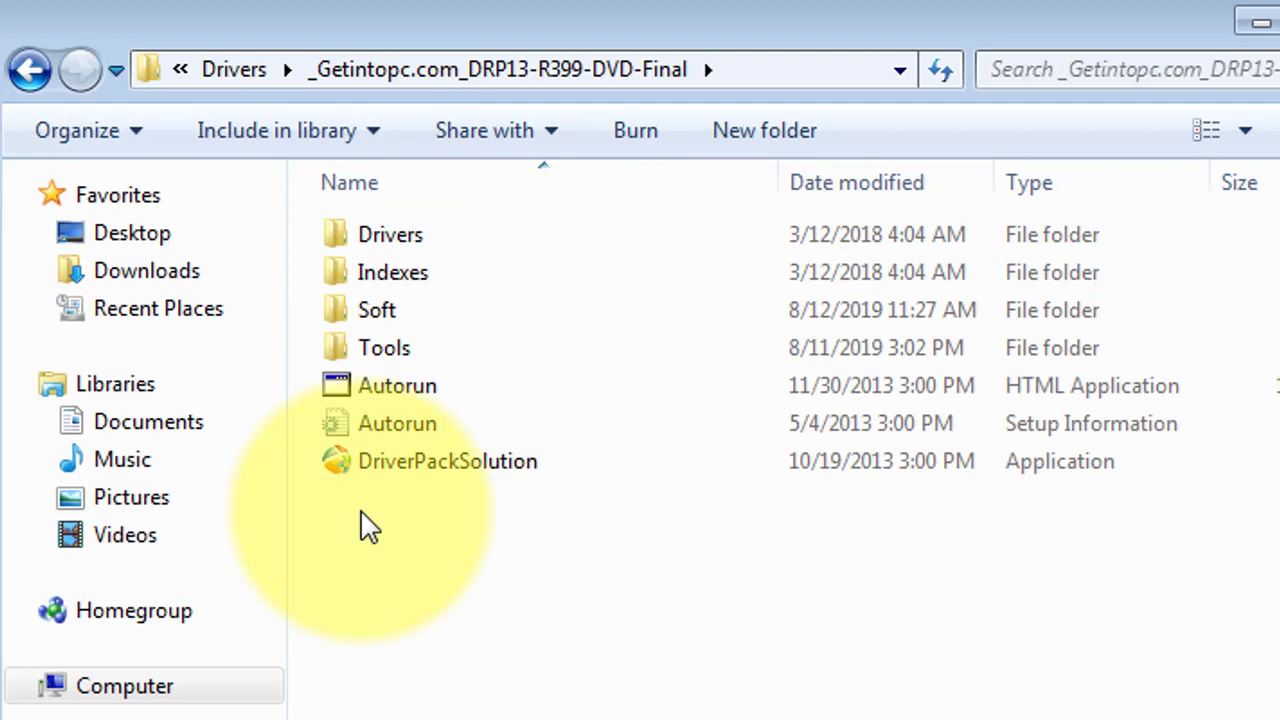 « Drivers _Getintopc.com_DRP13-R399-DVD-Final Search _Getintopc.com_DRP13-
Organize Include in library Share with Burn New folder
Name Date modified Type Size
Favorites
Desktop
Downloads
Recent Places
Libraries
Documents
Music
Pictures
Videos
Homegroup
Computer
Drivers 3/12/2018 4:04 AM File folder
Indexes 3/12/2018 4:04 AM File folder
Soft 8/12/2019 11:27 AM File folder
Tools 8/11/2019 3:02 PM File folder
Autorun 11/30/2013 3:00 PM HTML Application
Autorun 5/4/2013 3:00 PM Setup Information
DriverPackSolution 10/19/2013 3:00 PM Application